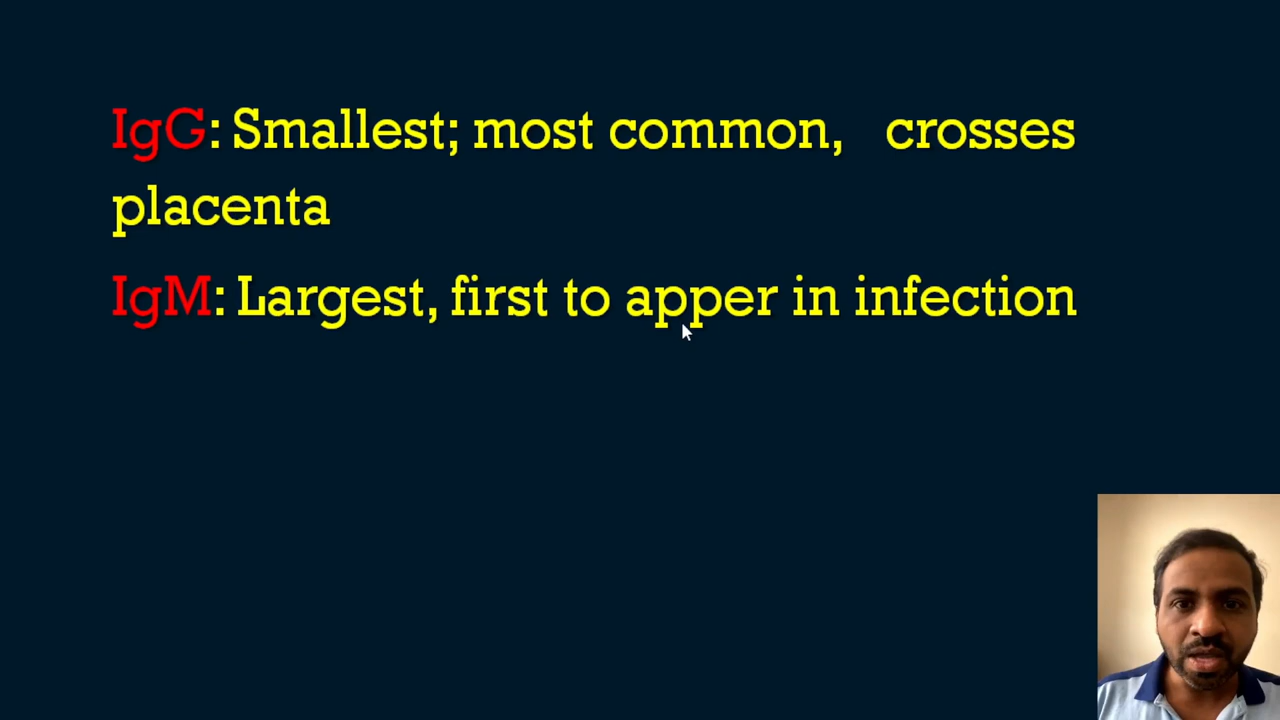 IgG: Smallest; most common, crosses
placenta
IgM: Largest, first to apper in infection